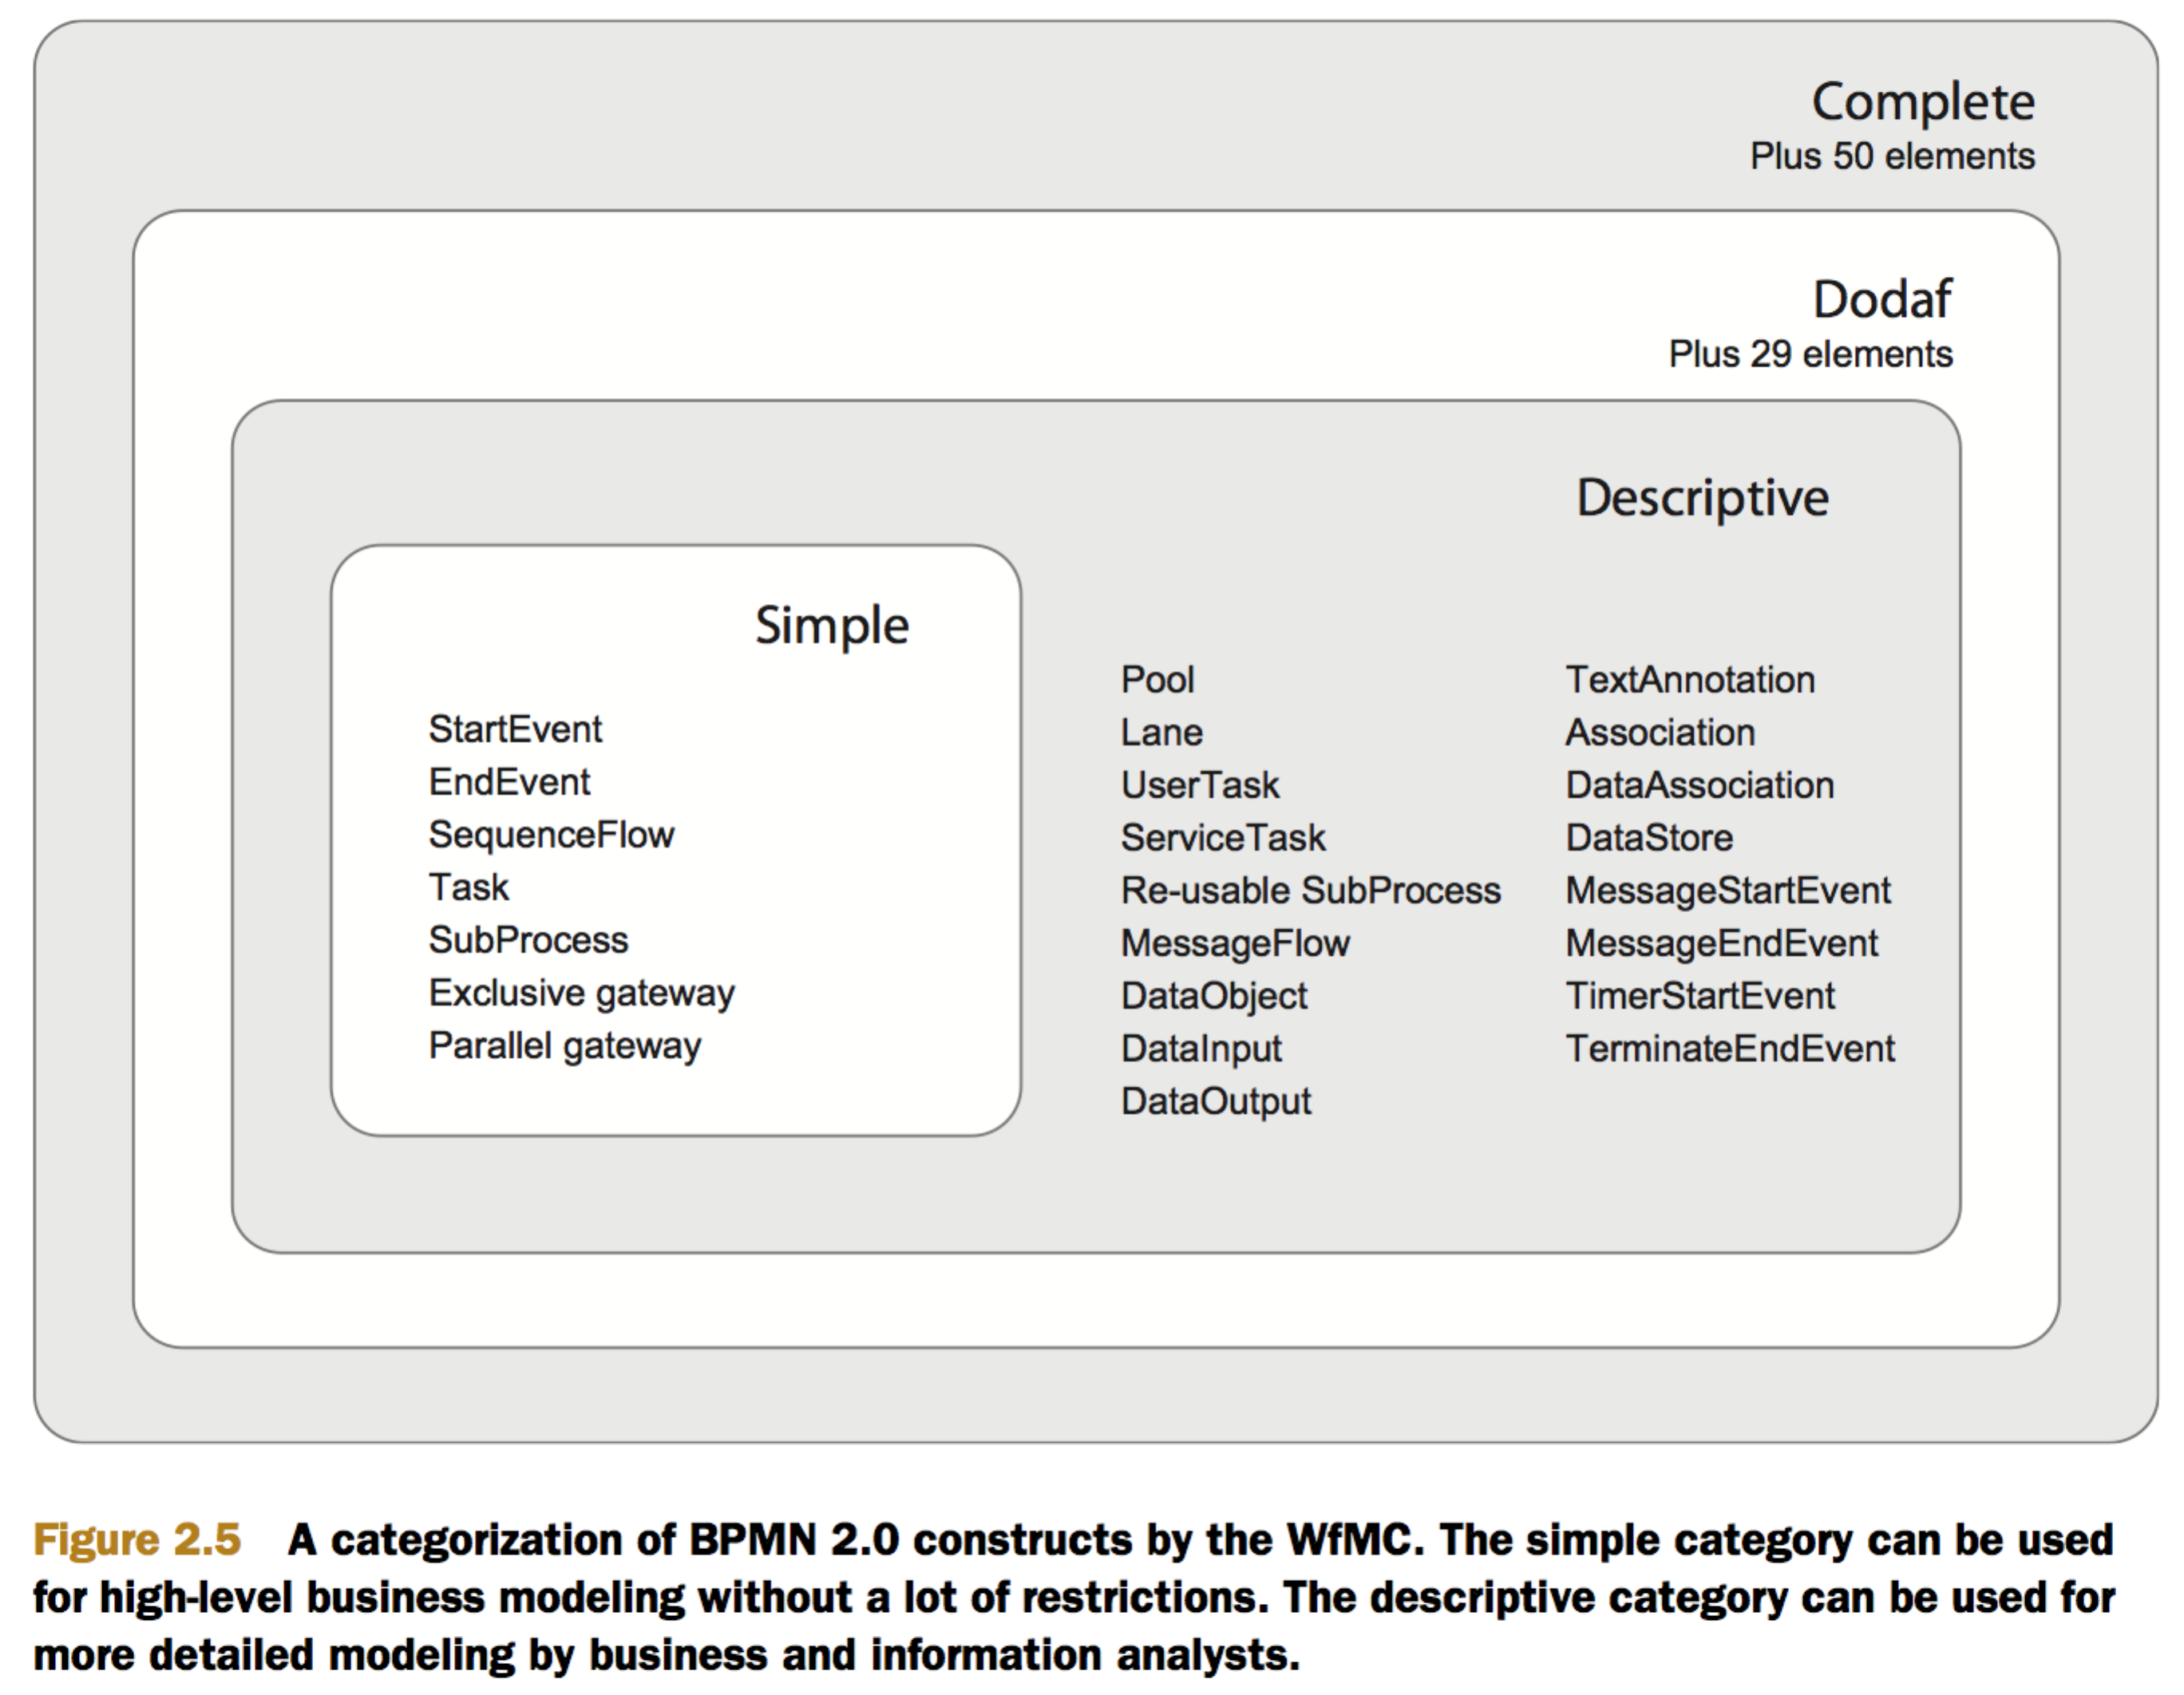 Complete
Plus 50 elements
Dodaf
Plus 29 elements
Descriptive
Simple
StartEvent
EndEvent
SequenceFlow
Task
SubProcess
Exclusive gateway
Parallel gateway
Pool
Lane
UserTask
ServiceTask
Re-usable SubProcess
MessageFlow
DataObject
DataInput
DataOutput
TextAnnotation
Association
DataAssociation
DataStore
MessageStartEvent
MessageEndEvent
TimerStartEvent
TerminateEndEvent
Figure 2.5 A categorization of BPMN 2.0 constructs by the WfMC. The simple category can be used
for high-level business modeling without a lot of restrictions. The descriptive category can be used for
more detailed modeling by business and information analysts.